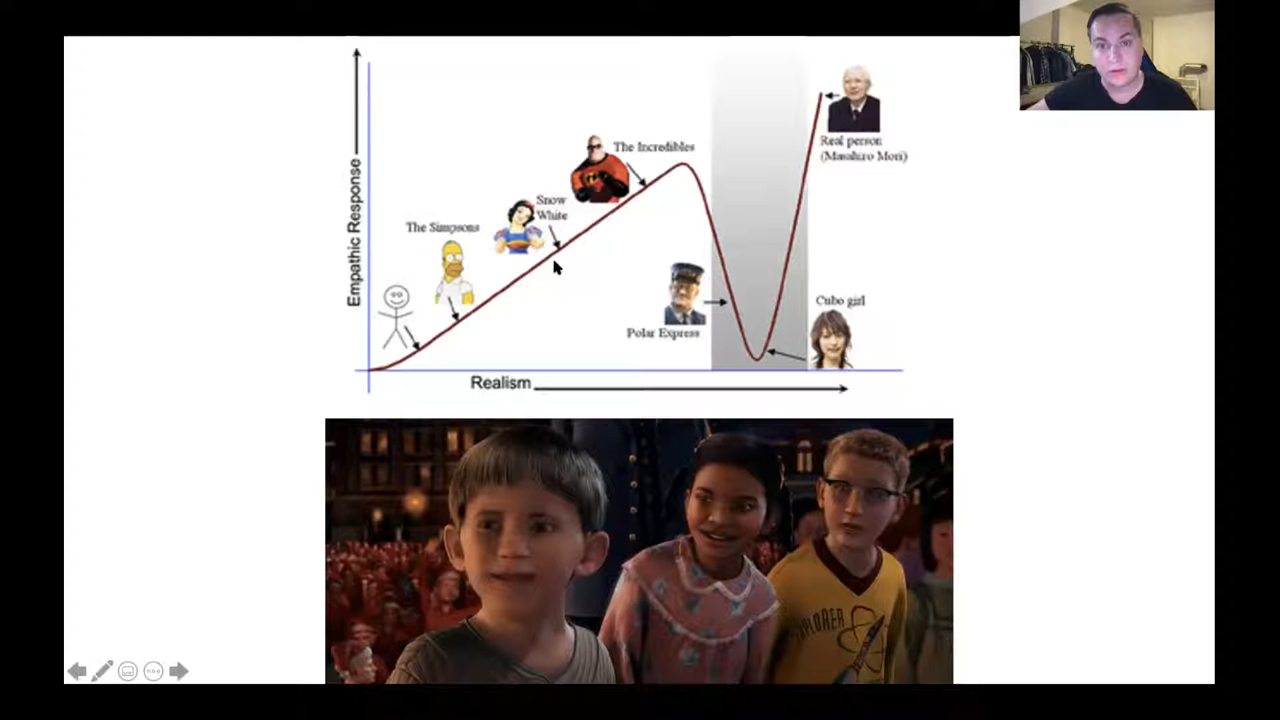 The Incredibles
Real person
(Masahiro Mori)
Snow
White
The Simpsons
Empathic Response
Cubo girl
Polar Express
Realism
EXPLORER